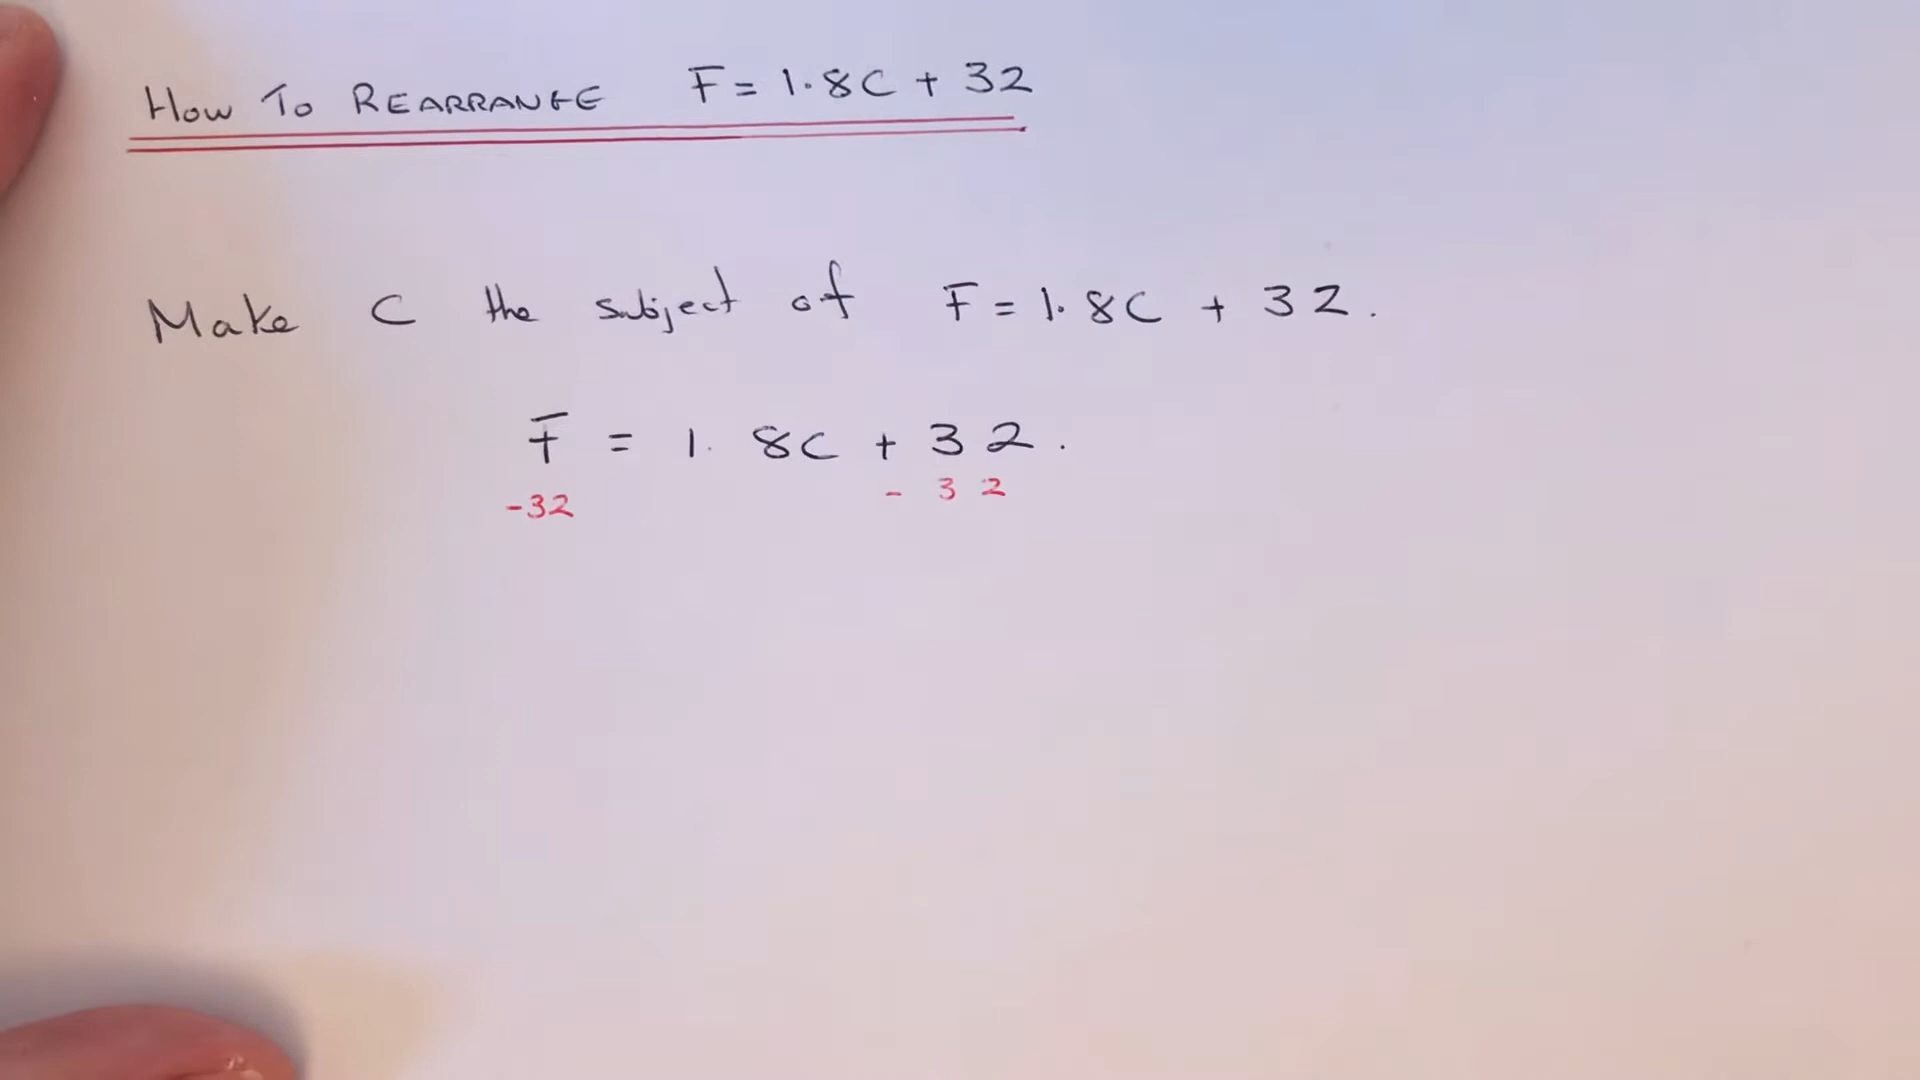 How To REARRANGE F = 1.8C + 32
Make C the subject of F = 1.8C + 32.
F = 1.8C + 32.
-32 - 32